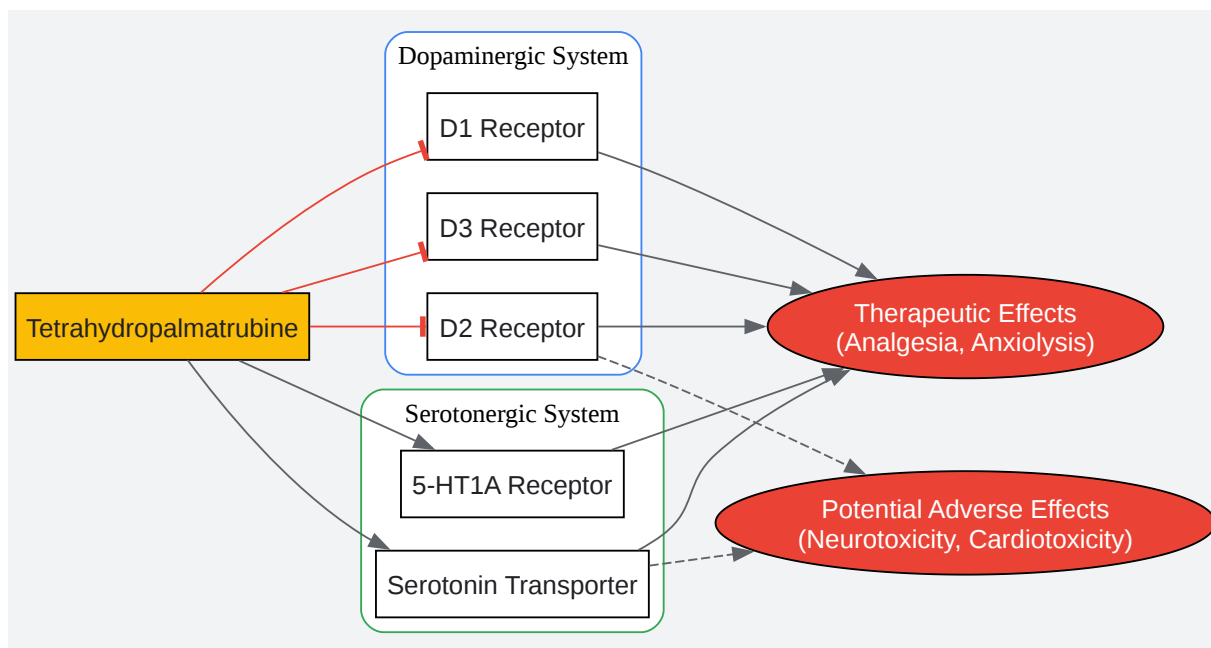 Dopaminergic System
D1 Receptor
D3 Receptor
D2 Receptor
Tetrahydropalmatrubine
Therapeutic Effects
(Analgesia, Anxiolysis)
Serotonergic System
5-HT1A Receptor
Serotonin Transporter
Potential Adverse Effects
(Neurotoxicity, Cardiotoxicity)